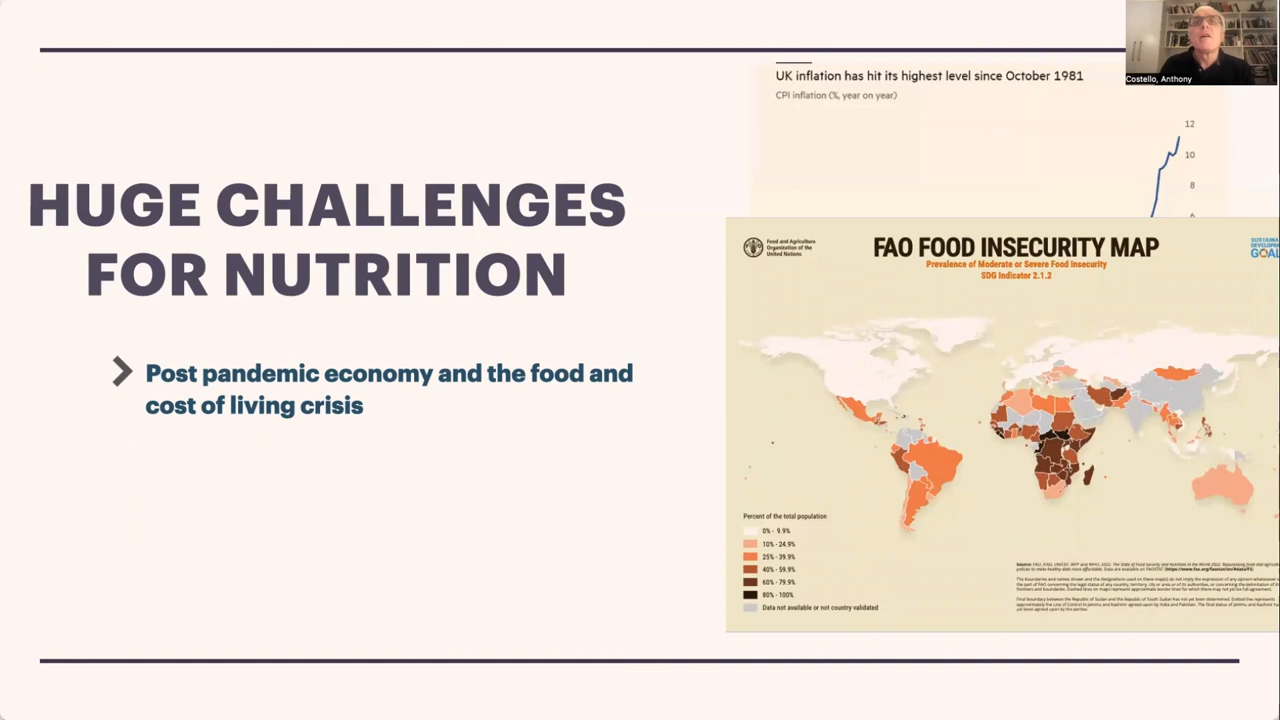 Costello, Anthony
UK inflation has hit its highest level since October 1981
CPI inflation (%, year on year)
12
10
8
HUGE CHALLENGES
FOR NUTRITION
Post pandemic economy and the food and
cost of living crisis
Food and Agriculture
Organization of the
United Nations
FAO FOOD INSECURITY MAP
Prevalence of Moderate or Severe Food Insecurity
SDG Indicator 2.1.2
GOAL
Percent of the total population
0% - 9.9%
10% - 24.9%
25% - 39.9%
40% - 59.9%
60% - 79.9%
80% - 100%
Data not available or not country validated